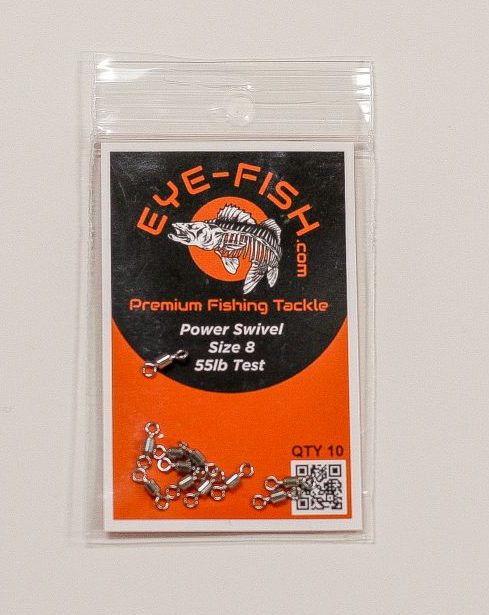 EYE-FISH
.com
Premium Fishing Tackle
Power Swivel
Size 8
55lb Test
QTY 10